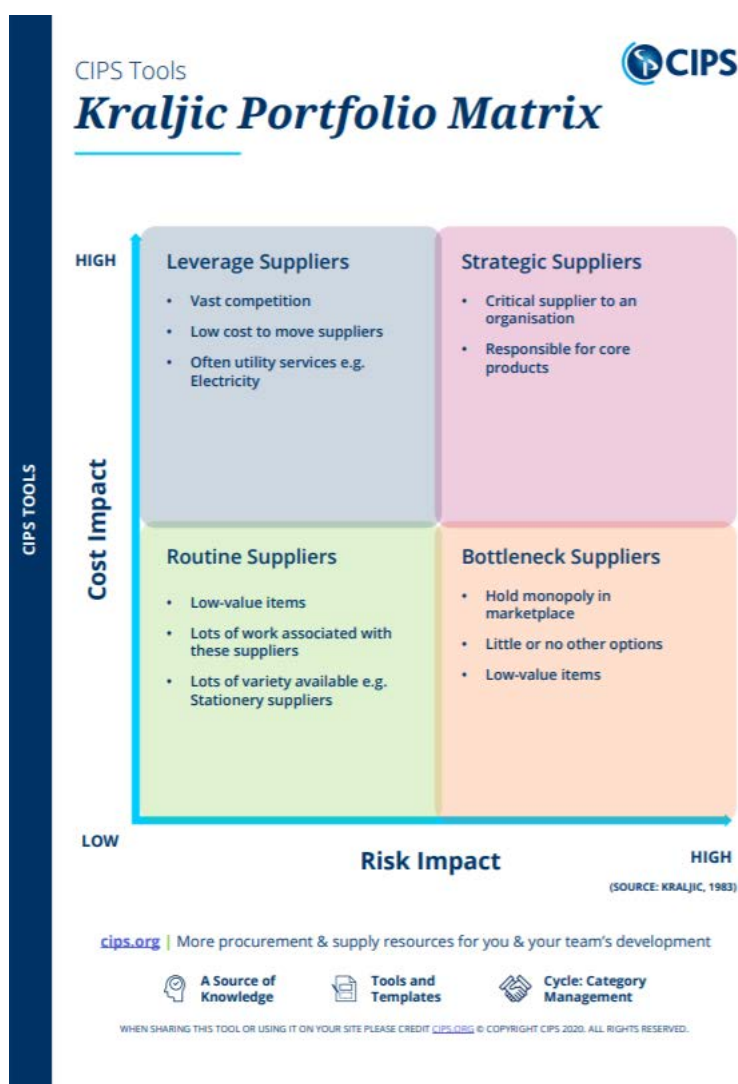 CIPS Tools
CIPS
Kraljic Portfolio Matrix
HIGH
Leverage Suppliers
• Vast competition
• Low cost to move suppliers
• Often utility services e.g.
Electricity
Strategic Suppliers
• Critical supplier to an
organisation
• Responsible for core
products
CIPS TOOLS
Cost Impact
Routine Suppliers
• Low-value items
• Lots of work associated with
these suppliers
• Lots of variety available e.g.
Stationery suppliers
Bottleneck Suppliers
• Hold monopoly in
marketplace
• Little or no other options
• Low-value items
LOW
Risk Impact
HIGH
(SOURCE: KRALJIC, 1983)
cips.org | More procurement & supply resources for you & your team's development
A Source of
Knowledge
Tools and
Templates
Cycle: Category
Management
WHEN SHARING THIS TOOL OR USING IT ON YOUR SITE PLEASE CREDIT CIPS.ORG © COPYRIGHT CIPS 2020. ALL RIGHTS RESERVED.